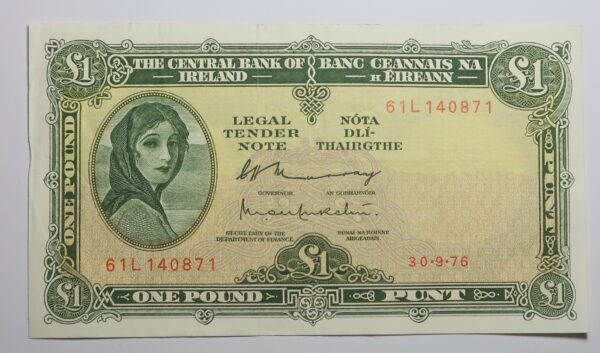 £1 THE CENTRAL BANK OF IRELAND BANC CEANNAIS NA H ÉIREANN £1
61L 140871
LEGAL TENDER NOTE
NÓTA DLÍ-THAIRGTHE
GOVERNOR. AN GOBHARNÓIR.
SECRETARY OF THE DEPARTMENT OF FINANCE.
RÚNAÍ NA ROINNE AIRGEADAIS.
ONE POUND
PUNT
61L 140871
£1
30·9·76
£1 ONE POUND PUNT £1